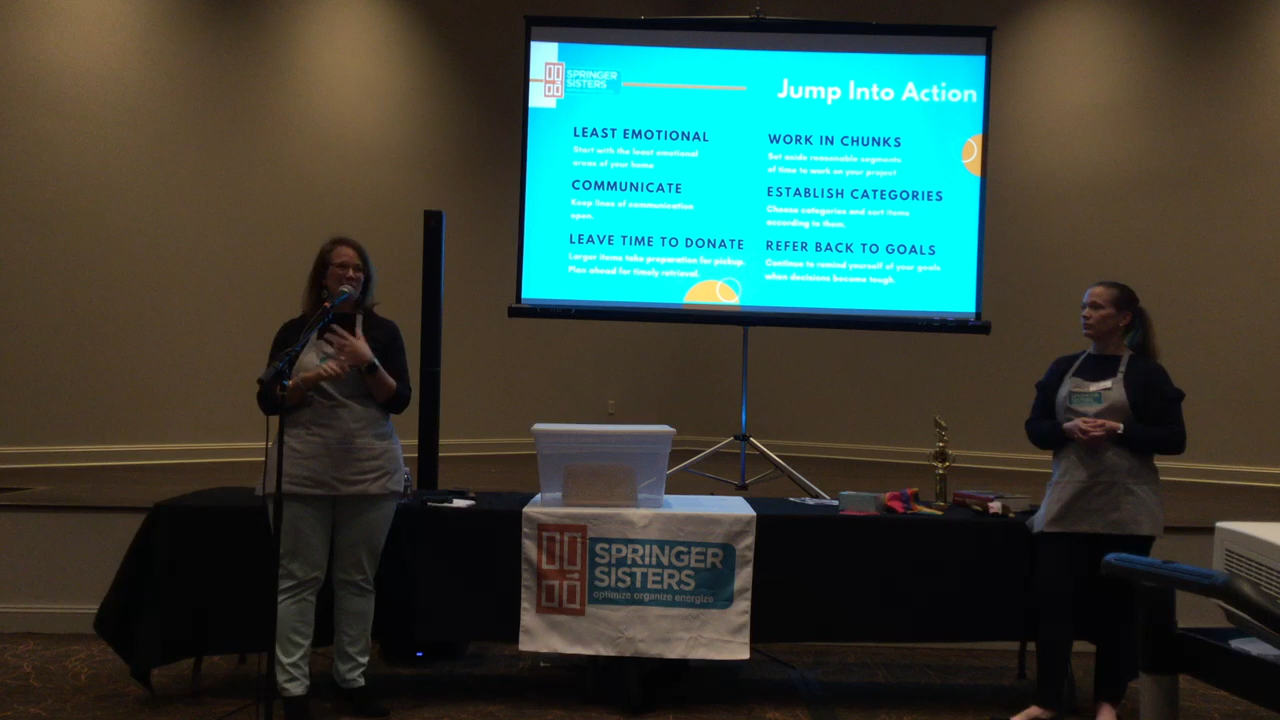 SPRINGER
SISTERS
Jump Into Action
LEAST EMOTIONAL
Start with the least emotional
areas of your home
COMMUNICATE
Keep lines of communication
open.
LEAVE TIME TO DONATE
Larger items take preparation for pickup.
Plan ahead for timely retrieval.
WORK IN CHUNKS
Set aside reasonable segments
of time to work on your project
ESTABLISH CATEGORIES
Choose categories and sort items
according to them.
REFER BACK TO GOALS
Continue to remind yourself of your goals
when decisions become tough.
SPRINGER
SISTERS
optimize organize energize